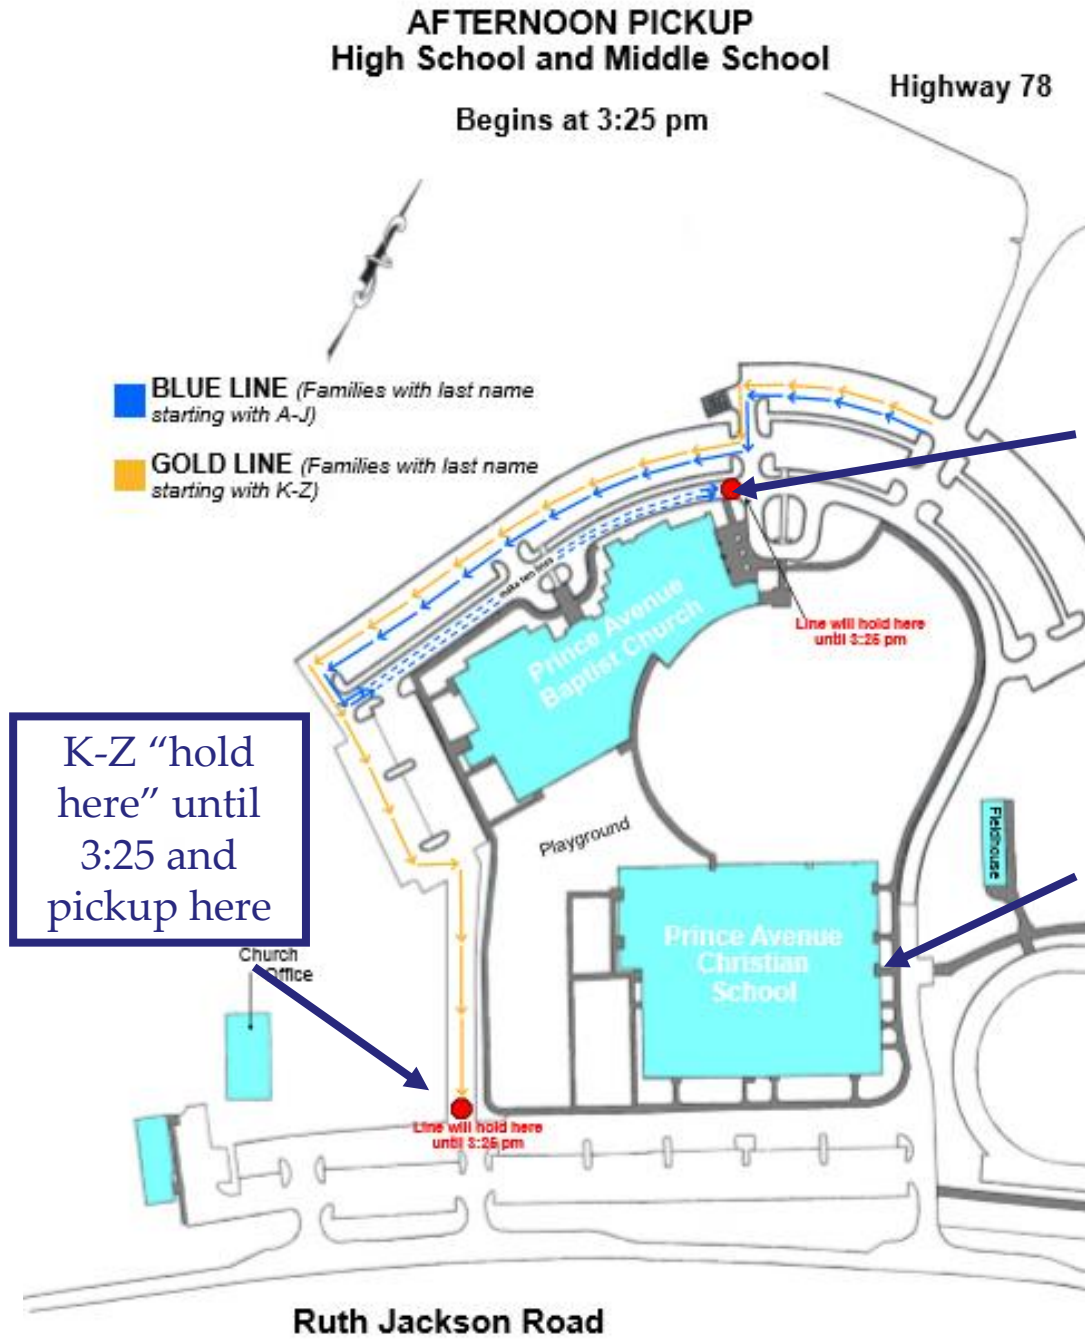 AFTERNOON PICKUP
High School and Middle School
Highway 78
Begins at 3:25 pm
BLUE LINE (Families with last name
starting with A-J)
GOLD LINE (Families with last name
starting with K-Z)
make two lines
Line will hold here
until 3:25 pm
Prince Avenue
Baptist Church
K-Z “hold
here” until
3:25 and
pickup here
Playground
Fieldhouse
Prince Avenue
Christian
School
Church
Office
Line will hold here
until 3:25 pm
Ruth Jackson Road